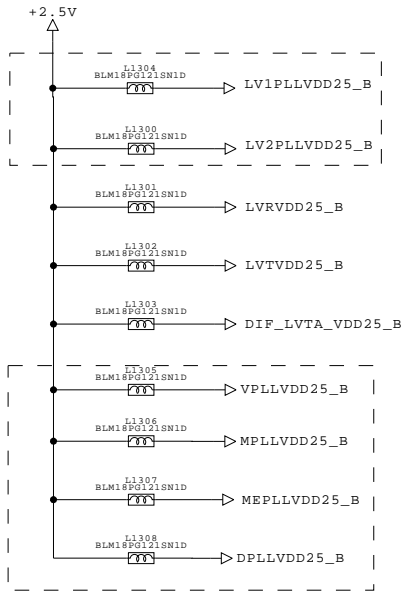 +2.5V
L1304
BLM18PG121SN1D
LV1PLLVDD25_B
L1300
BLM18PG121SN1D
LV2PLLVDD25_B
L1301
BLM18PG121SN1D
LVRVDD25_B
L1302
BLM18PG121SN1D
LVTVDD25_B
L1303
BLM18PG121SN1D
DIF_LVTA_VDD25_B
L1305
BLM18PG121SN1D
VPLLVDD25_B
L1306
BLM18PG121SN1D
MPLLVDD25_B
L1307
BLM18PG121SN1D
MEPLLVDD25_B
L1308
BLM18PG121SN1D
DPLLVDD25_B